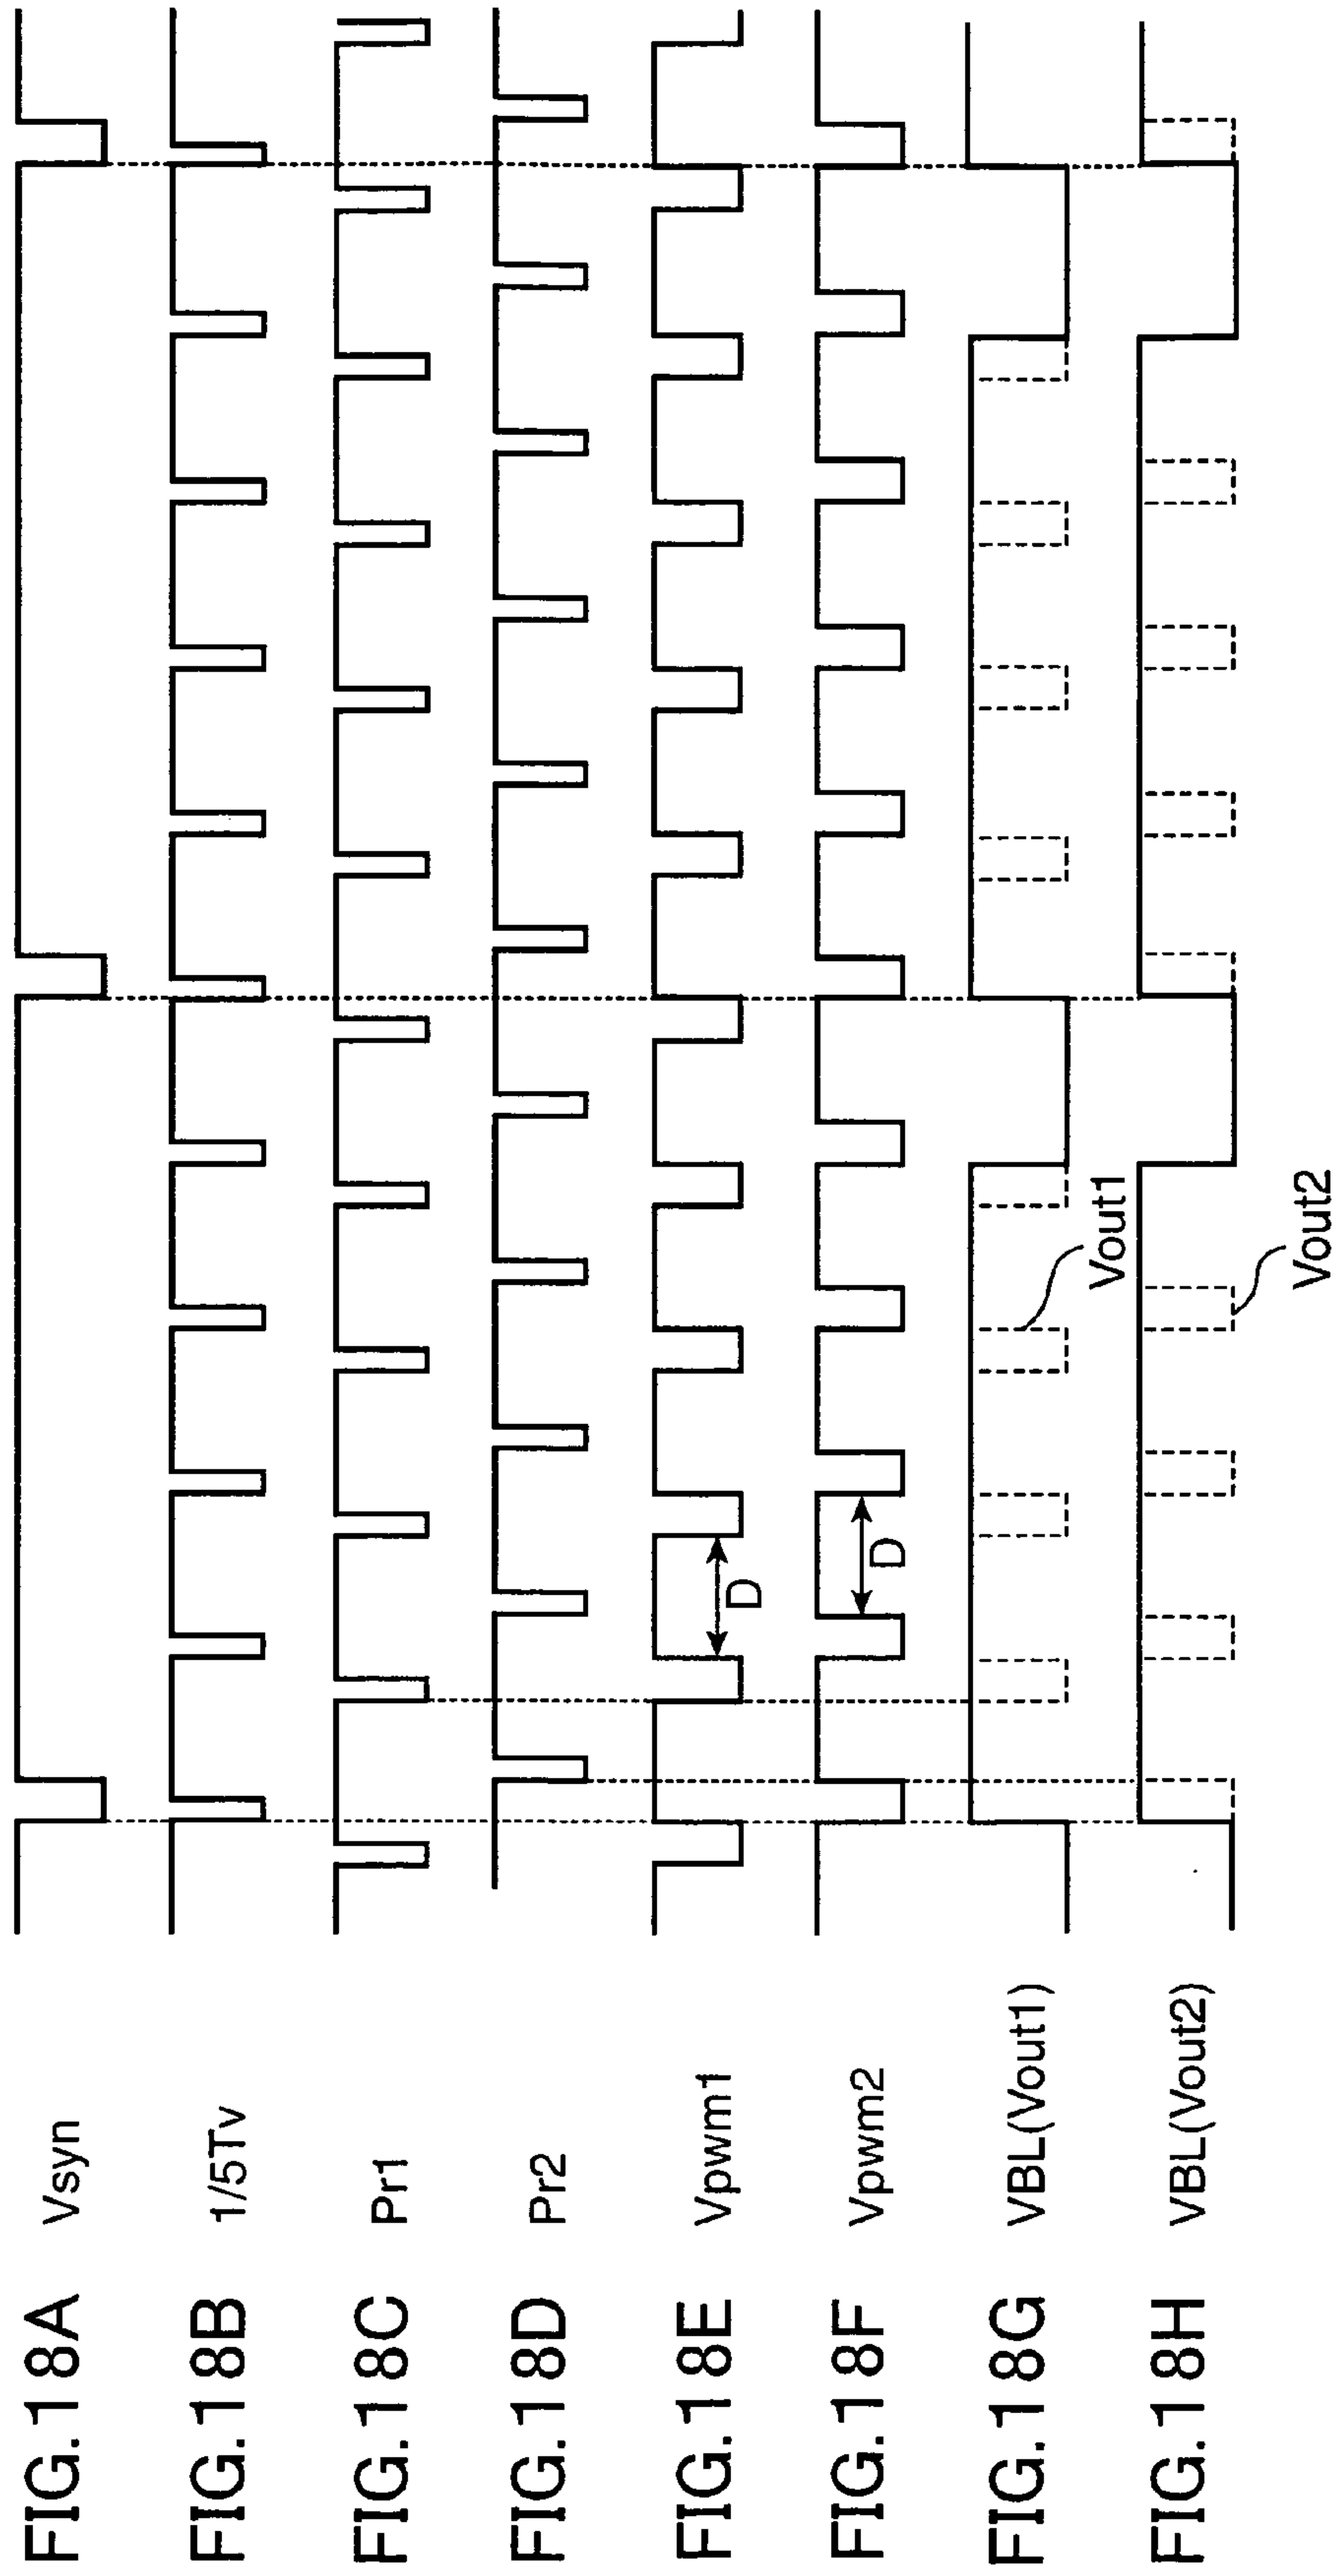 FIG.18A Vsyn
FIG.18B 1/5Tv
FIG.18C Pr1
FIG.18D Pr2
FIG.18E Vpwm1
D
FIG.18F Vpwm2
D
FIG.18G VBL(Vout1)
Vout1
FIG.18H VBL(Vout2)
Vout2